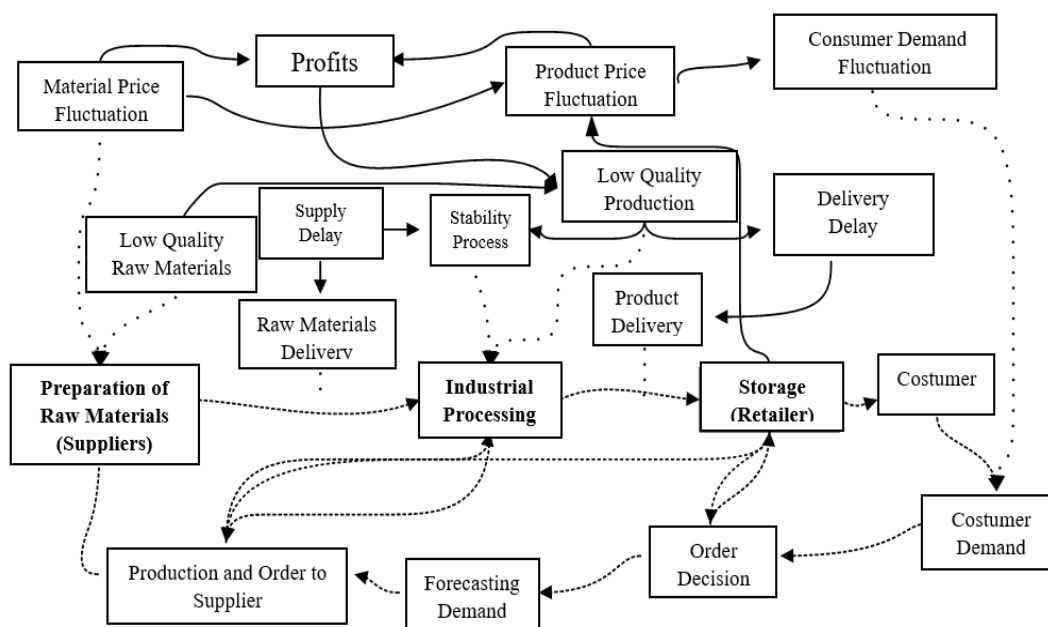 Profits
Consumer Demand
Fluctuation
Material Price
Fluctuation
Product Price
Fluctuation
Low Quality
Production
Supply
Delay
Stability
Process
Delivery
Delay
Low Quality
Raw Materials
Product
Delivery
Raw Materials
Delivery
Preparation of
Raw Materials
(Suppliers)
Industrial
Processing
Storage
(Retailer)
Costumer
Costumer
Demand
Order
Decision
Production and Order to
Supplier
Forecasting
Demand